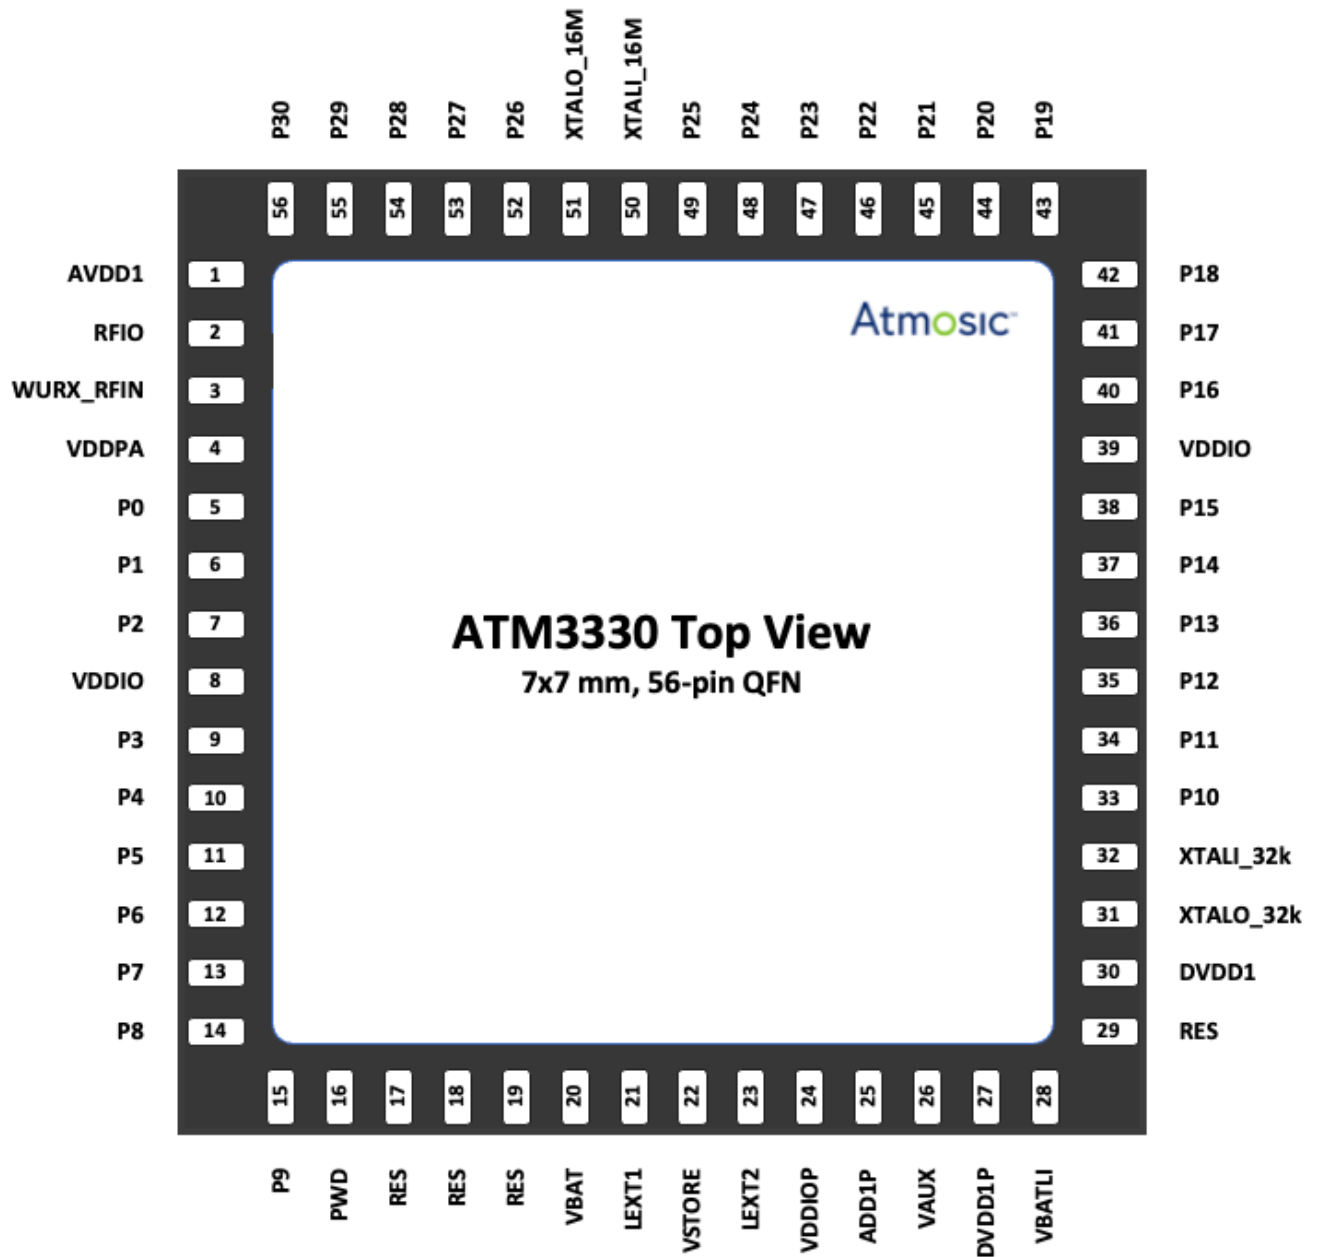 P30 P29 P28 P27 P26 XTALO_16M XTALI_16M P25 P24 P23 P22 P21 P20 P19
56 55 54 53 52 51 50 49 48 47 46 45 44 43
AVDD1 1 42 P18
Atmosic™
RFIO 2 41 P17
WURX_RFIN 3 40 P16
VDDPA 4 39 VDDIO
P0 5 38 P15
P1 6 37 P14
P2 7 36 P13
ATM3330 Top View
7x7 mm, 56-pin QFN
VDDIO 8 35 P12
P3 9 34 P11
P4 10 33 P10
P5 11 32 XTALI_32k
P6 12 31 XTALO_32k
P7 13 30 DVDD1
P8 14 29 RES
15 16 17 18 19 20 21 22 23 24 25 26 27 28
P9 PWD RES RES RES VBAT LEXT1 VSTORE LEXT2 VDDIOP ADD1P VAUX DVDD1P VBATLI